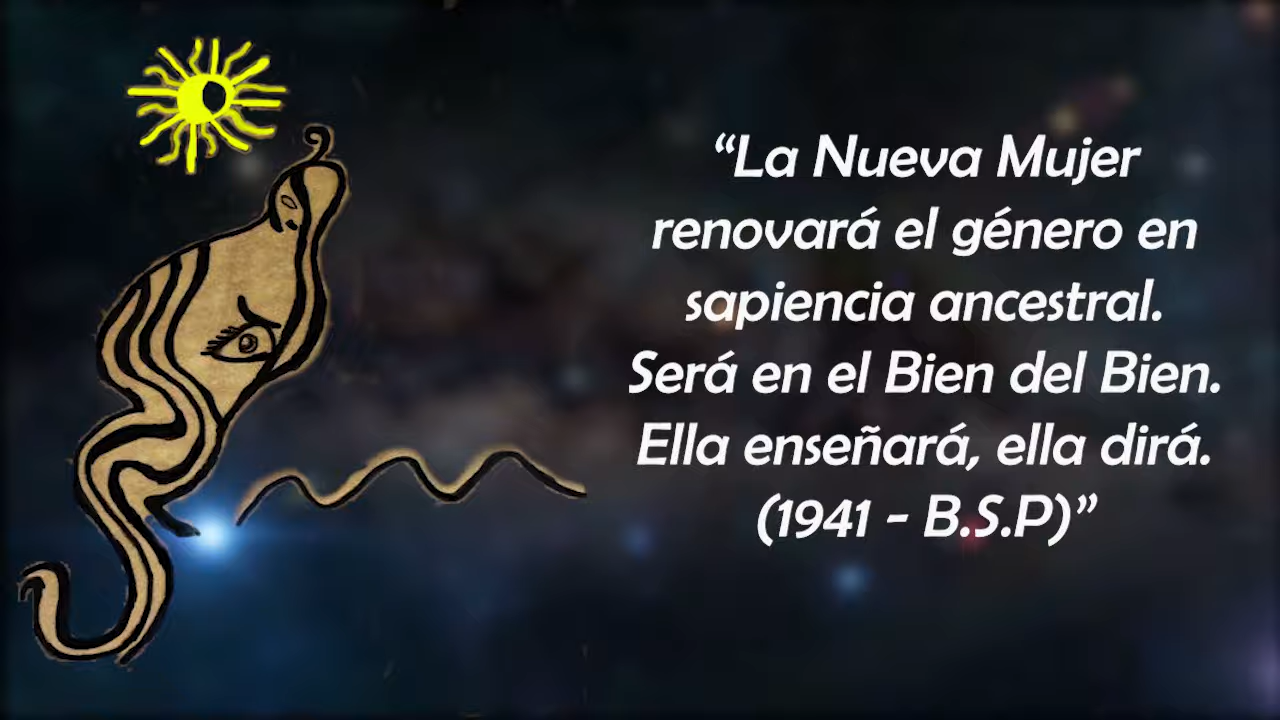 “La Nueva Mujer
renovará el género en
sapiencia ancestral.
Será en el Bien del Bien.
Ella enseñará, ella dirá.
(1941 - B.S.P)”